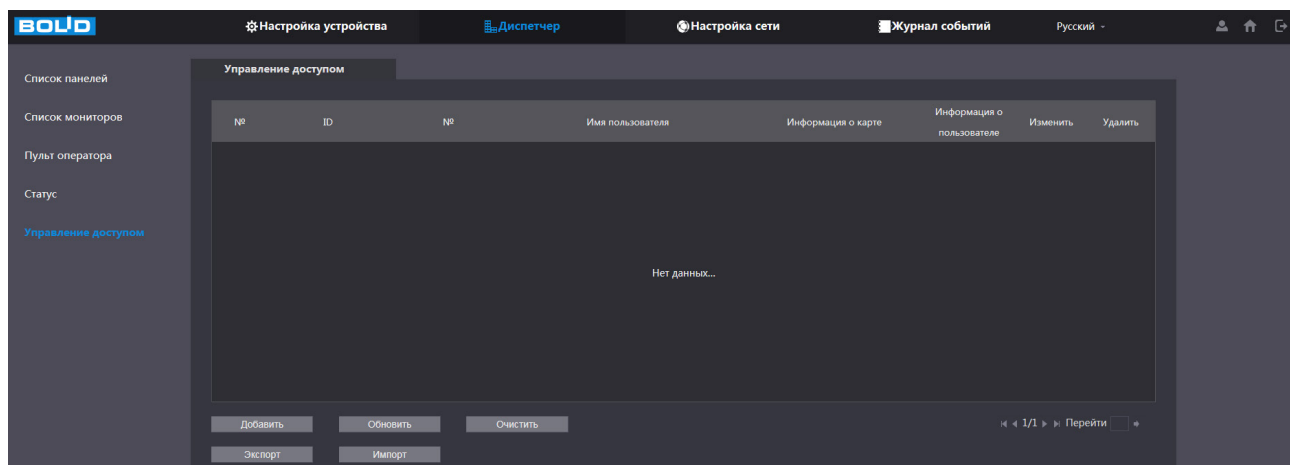 BOLID
Настройка устройства Диспетчер Настройка сети Журнал событий Русский
Список панелей
Список мониторов
Пульт оператора
Статус
Управление доступом
Управление доступом
№ ID № Имя пользователя Информация о карте Информация о пользователе Изменить Удалить
Нет данных...
Добавить Обновить Очистить 1/1 Перейти
Экспорт Импорт